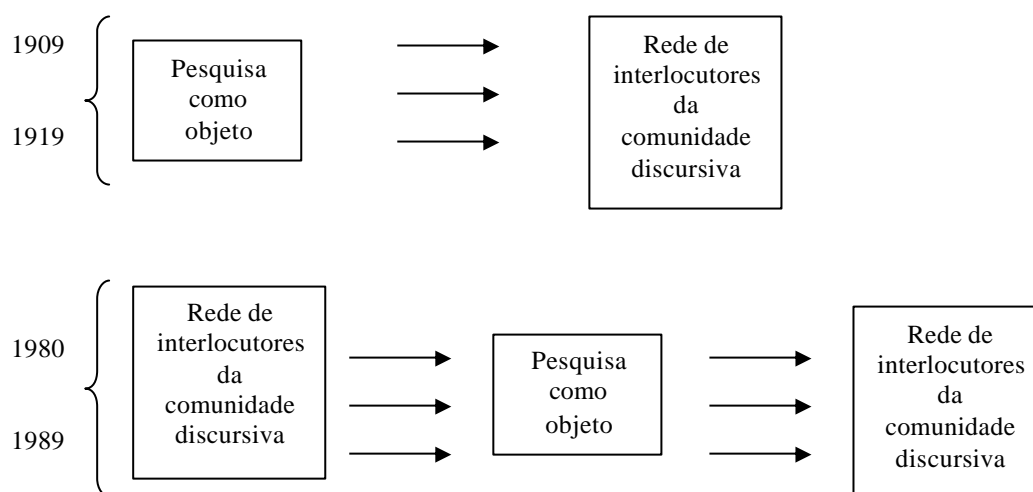 1909
1919
Pesquisa
como
objeto
Rede de
interlocutores
da
comunidade
discursiva
1980
1989
Rede de
interlocutores
da
comunidade
discursiva
Pesquisa
como
objeto
Rede de
interlocutores
da
comunidade
discursiva